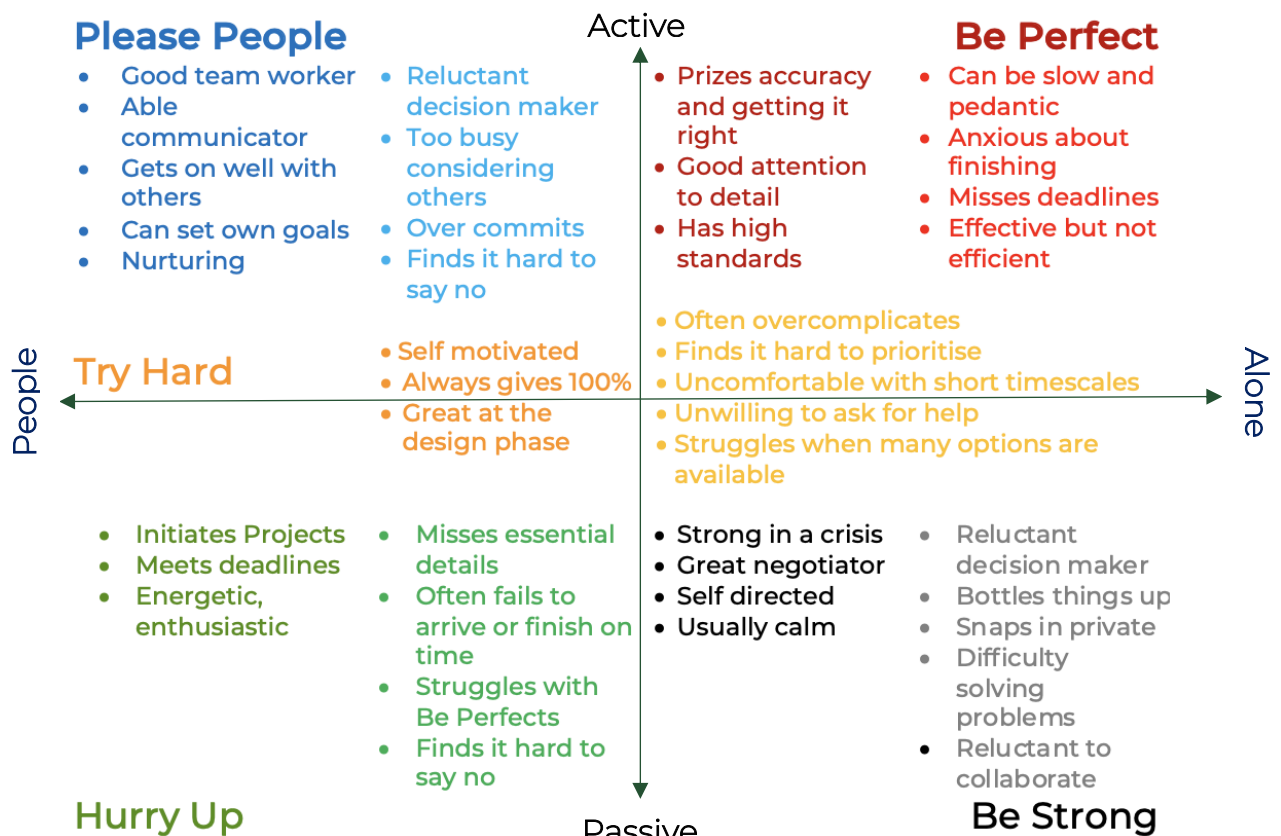 Active
Please People
• Good team worker
• Able
communicator
• Gets on well with
others
• Can set own goals
• Nurturing
• Reluctant
decision maker
• Too busy
considering
others
• Over commits
• Finds it hard to
say no
Be Perfect
• Prizes accuracy
and getting it
right
• Good attention
to detail
• Has high
standards
• Can be slow and
pedantic
• Anxious about
finishing
• Misses deadlines
• Effective but not
efficient
People
Try Hard
• Self motivated
• Always gives 100%
• Great at the
design phase
• Often overcomplicates
• Finds it hard to prioritise
• Uncomfortable with short timescales
• Unwilling to ask for help
• Struggles when many options are
available
Alone
• Initiates Projects
• Meets deadlines
• Energetic,
enthusiastic
• Misses essential
details
• Often fails to
arrive or finish on
time
• Struggles with
Be Perfects
• Finds it hard to
say no
Hurry Up
• Strong in a crisis
• Great negotiator
• Self directed
• Usually calm
• Reluctant
decision maker
• Bottles things up
• Snaps in private
• Difficulty
solving
problems
• Reluctant to
collaborate
Be Strong
Passive